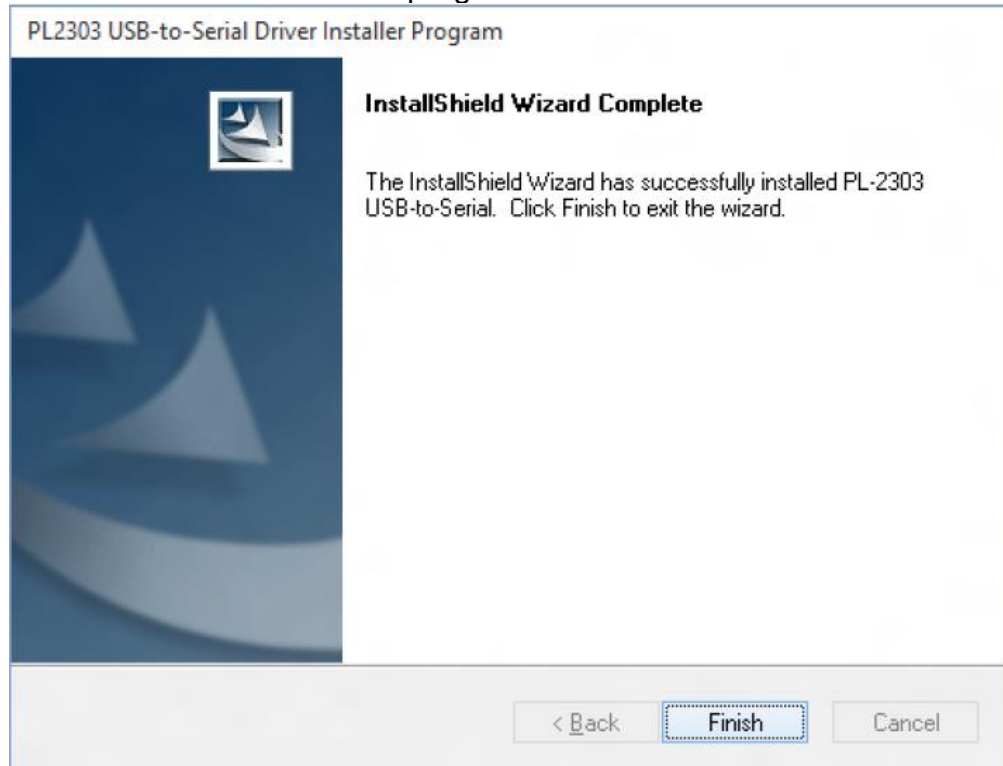 PL2303 USB-to-Serial Driver Installer Program
InstallShield Wizard Complete
The InstallShield Wizard has successfully installed PL-2303
USB-to-Serial. Click Finish to exit the wizard.
< Back
Finish
Cancel